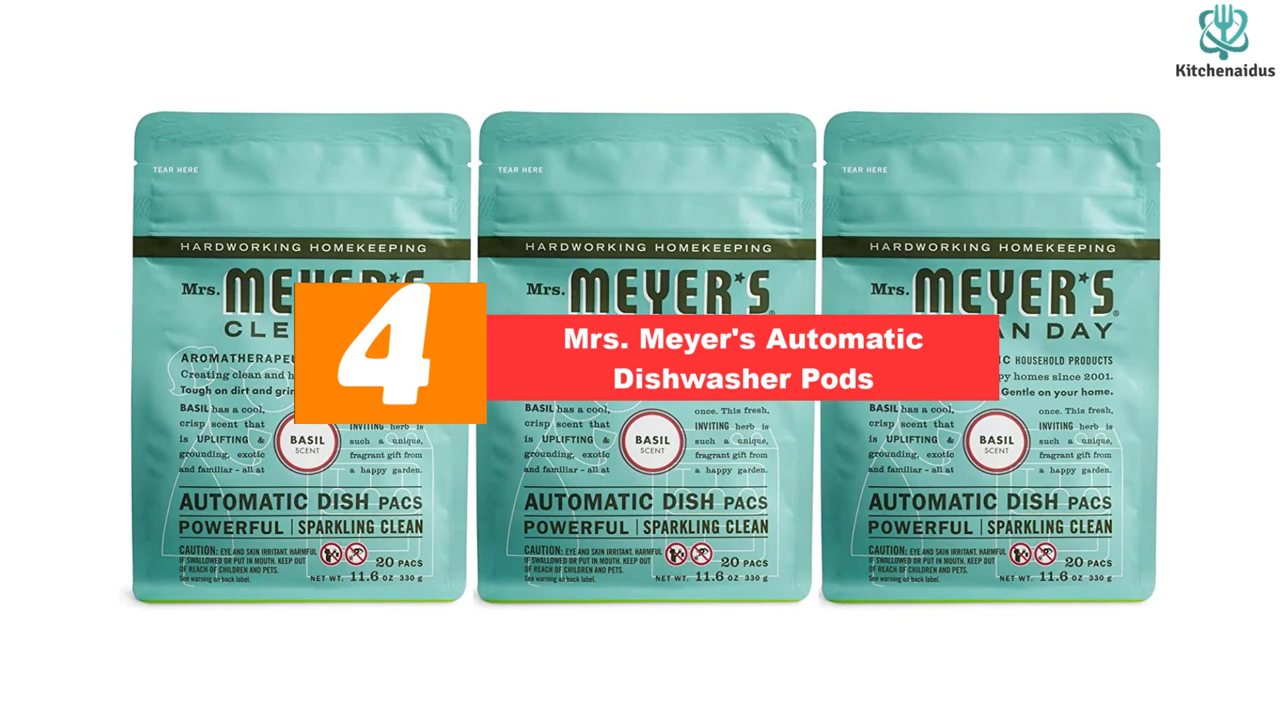 Kitchenaidus
TEAR HERE
HARDWORKING HOMEKEEPING
Mrs. ME
CLE
AROMATHERAPEU
Creating clean and h
Tough on dirt and grin
BASIL has a cool,
crisp scent that
is UPLIFTING &
grounding, exotic
and familiar – all at
BASIL
SCENT
INVITING herb is
such a unique,
fragrant gift from
a happy garden.
AUTOMATIC DISH PACS
POWERFUL | SPARKLING CLEAN
CAUTION: EYE AND SKIN IRRITANT. HARMFUL
IF SWALLOWED OR PUT IN MOUTH. KEEP OUT
OF REACH OF CHILDREN AND PETS.
See warning on back label.
20 PACS
NET WT. 11.6 OZ 330 g
4
Mrs. Meyer's Automatic
Dishwasher Pods
TEAR HERE
HARDWORKING HOMEKEEPING
Mrs. MEYER'S®
BASIL has a cool,
crisp scent that
is UPLIFTING &
grounding, exotic
and familiar – all at
BASIL
SCENT
once. This fresh,
INVITING herb is
such a unique,
fragrant gift from
a happy garden.
AUTOMATIC DISH PACS
POWERFUL | SPARKLING CLEAN
CAUTION: EYE AND SKIN IRRITANT. HARMFUL
IF SWALLOWED OR PUT IN MOUTH. KEEP OUT
OF REACH OF CHILDREN AND PETS.
See warning on back label.
20 PACS
NET WT. 11.6 OZ 330 g
TEAR HERE
HARDWORKING HOMEKEEPING
Mrs. MEYER'S®
AN DAY
IC HOUSEHOLD PRODUCTS
py homes since 2001.
Gentle on your home.
BASIL has a cool,
crisp scent that
is UPLIFTING &
grounding, exotic
and familiar – all at
BASIL
SCENT
once. This fresh,
INVITING herb is
such a unique,
fragrant gift from
a happy garden.
AUTOMATIC DISH PACS
POWERFUL | SPARKLING CLEAN
CAUTION: EYE AND SKIN IRRITANT. HARMFUL
IF SWALLOWED OR PUT IN MOUTH. KEEP OUT
OF REACH OF CHILDREN AND PETS.
See warning on back label.
20 PACS
NET WT. 11.6 OZ 330 g